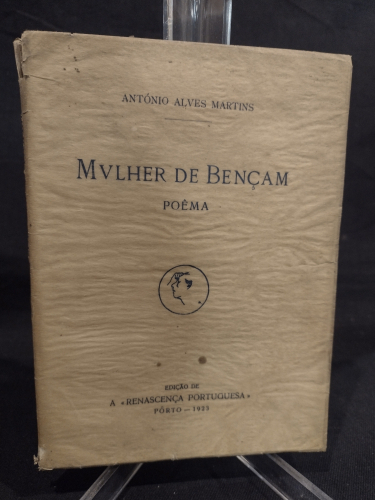 ANTÓNIO ALVES MARTINS
MVLHER DE BENÇAM
POÊMA
EDIÇÃO DE
A «RENASCENÇA PORTUGUESA»
PÔRTO — 1923